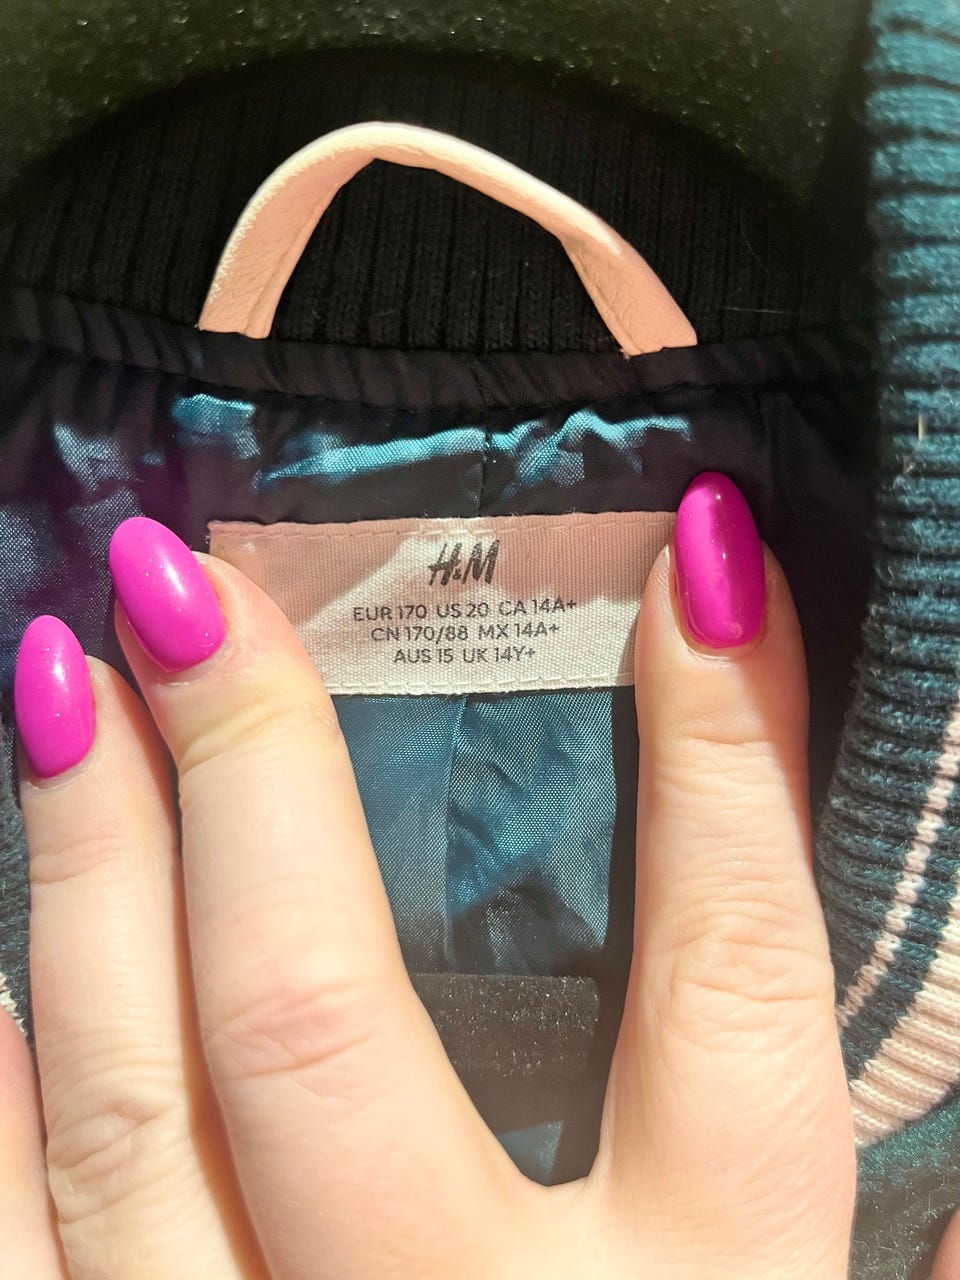 H&M
EUR 170 US 20 CA 14A+
CN 170/88 MX 14A+
AUS 15 UK 14Y+